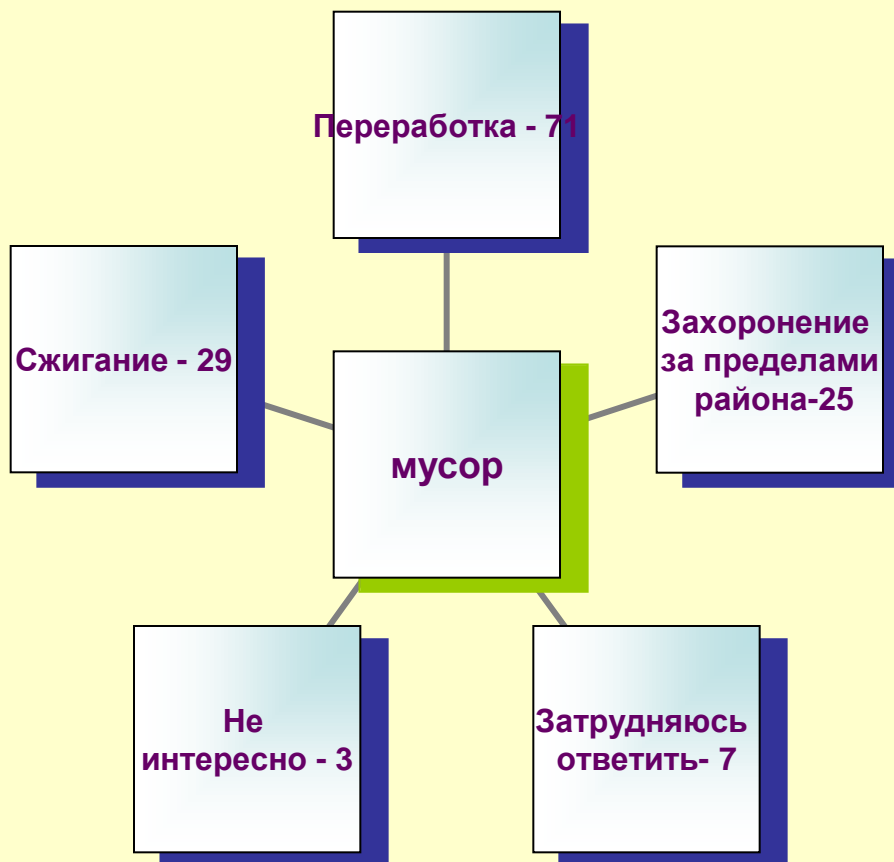 Переработка - 71
Сжигание - 29
Захоронение
за пределами
района-25
мусор
Не
интересно - 3
Затрудняюсь
ответить- 7